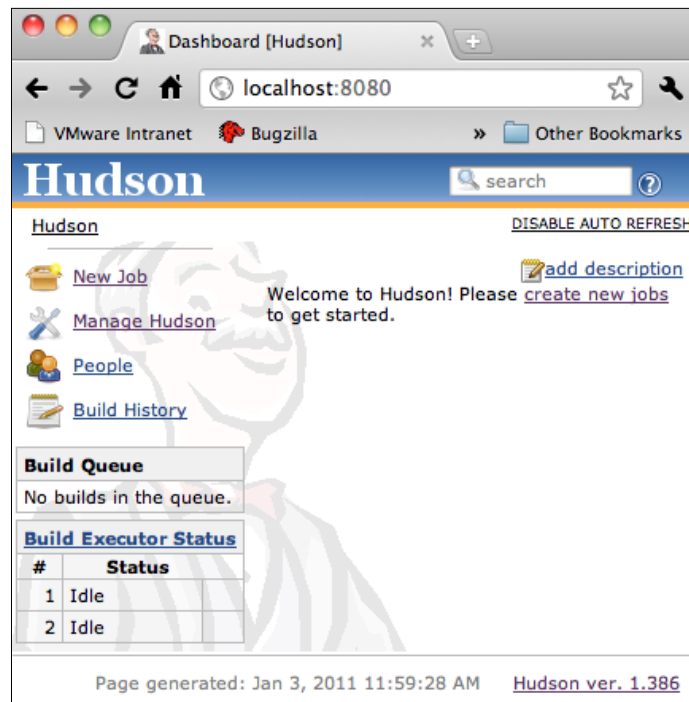 Dashboard [Hudson]
localhost:8080
VMware Intranet Bugzilla » Other Bookmarks
Hudson search ?
Hudson DISABLE AUTO REFRESH
add description
New Job
Welcome to Hudson! Please create new jobs
to get started.
Manage Hudson
People
Build History
Build Queue
No builds in the queue.
Build Executor Status
# Status
1 Idle
2 Idle
Page generated: Jan 3, 2011 11:59:28 AM Hudson ver. 1.386